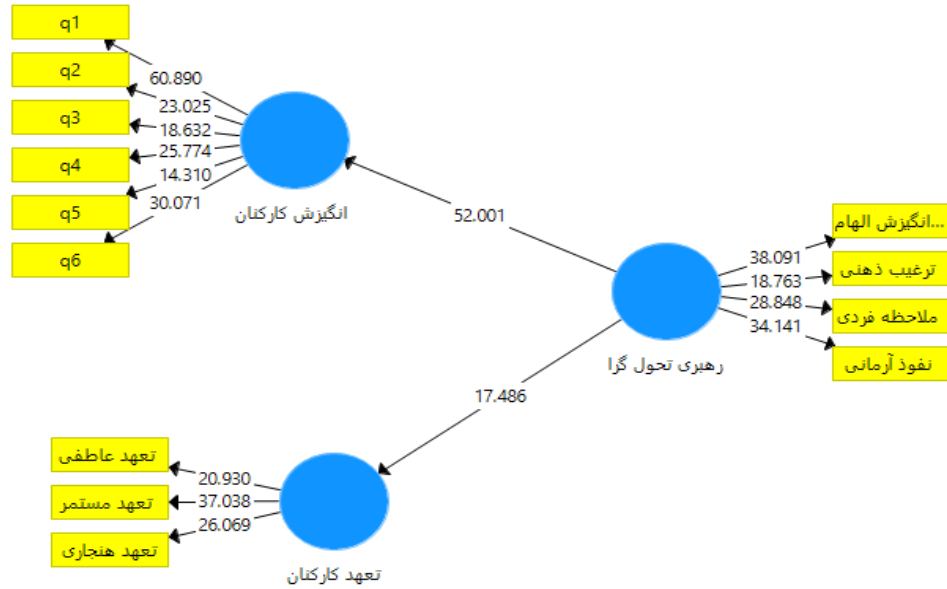 q1
q2
q3
q4
q5
q6
60.890
23.025
18.632
25.774
14.310
30.071
انگیزش کارکنان
52.001
رهبری تحول گرا
38.091
18.763
28.848
34.141
انگیزش الهام...
ترغیب ذهنی
ملاحظه فردی
نفوذ آرمانی
17.486
تعهد عاطفی
تعهد مستمر
تعهد هنجاری
20.930
37.038
26.069
تعهد کارکنان